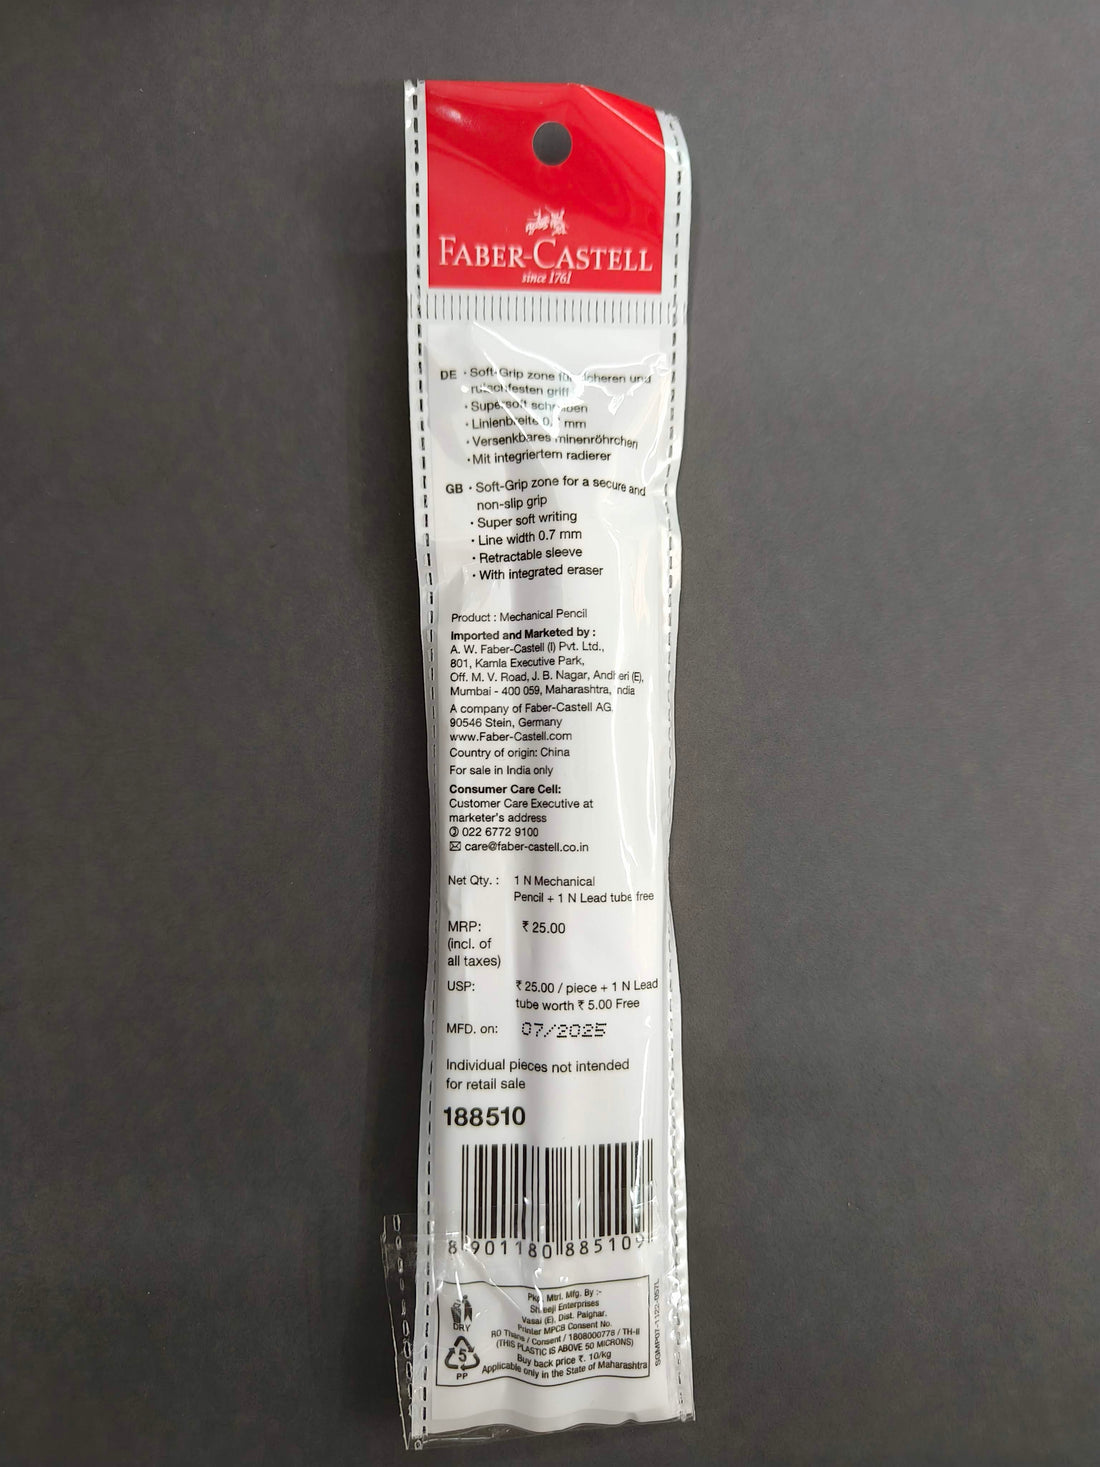 FABER-CASTELL
since 1761
DE • Soft-Grip zone und
griff
• Supersoft
• Linienbreite mm
• Versenkbares minenröhrchen
• Mit integriertem radierer
GB • Soft-Grip zone for a secure and
non-slip grip
• Super soft writing
• Line width 0.7 mm
• Retractable sleeve
• With integrated eraser
Product : Mechanical Pencil
Imported and Marketed by :
A. W. Faber-Castell (I) Pvt. Ltd.,
801, Kamla Executive Park,
Off. M. V. Road, J. B. Nagar, Andheri (E),
Mumbai - 400 059, Maharashtra, India
A company of Faber-Castell AG,
90546 Stein, Germany
www.Faber-Castell.com
Country of origin: China
For sale in India only
Consumer Care Cell:
Customer Care Executive at
marketer's address
022 6772 9100
care@faber-castell.co.in
Net Qty. : 1 N Mechanical
Pencil + 1 N Lead tube free
MRP: ₹ 25.00
(incl. of
all taxes)
USP: ₹ 25.00 / piece + 1 N Lead
tube worth ₹ 5.00 Free
MFD. on: 07/2025
Individual pieces not intended
for retail sale
188510
8 901180 885109
Pkg. Mtrl. Mfg. By :-
Shreeji Enterprises
Vasai (E), Dist. Palghar.
Printer MPCB Consent No.
RO Thane / Consent / 1808000778 / TH-II
(THIS PLASTIC IS ABOVE 50 MICRONS)
Buy back price ₹. 10/kg
Applicable only in the State of Maharashtra
DRY
5
PP